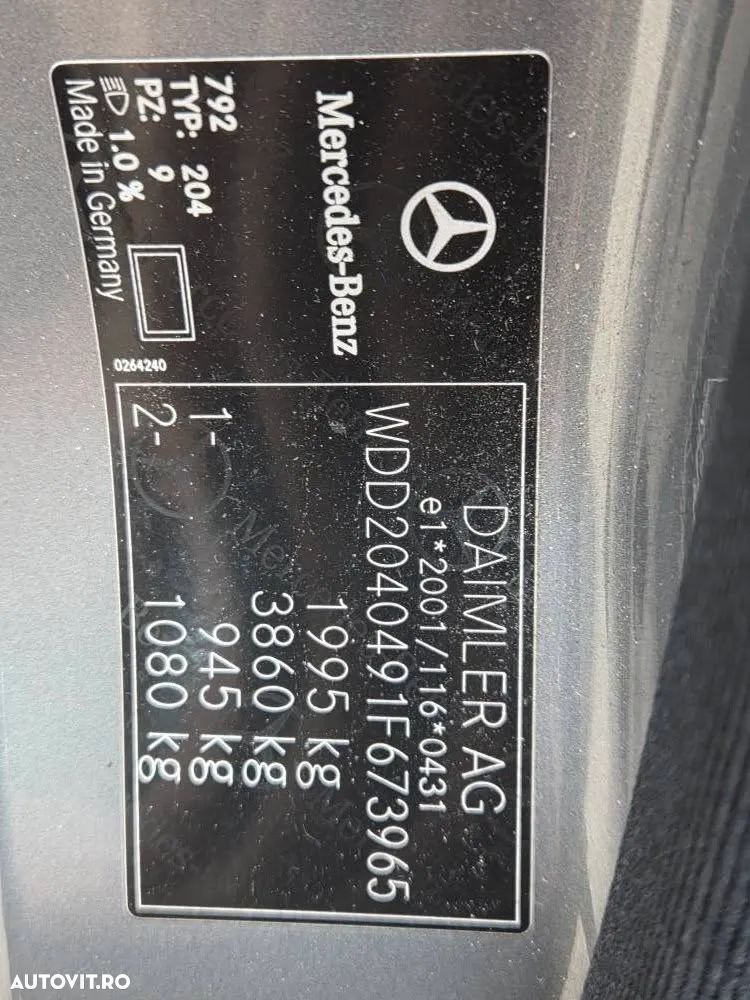 Mercedes-Benz
792
TYP: 204
PZ: 9
1.0 %
Made in Germany
0264240
DAIMLER AG
e1*2001/116*0431
WDD2040491F673965
1995 kg
3860 kg
1- 945 kg
2- 1080 kg
AUTOVIT.RO